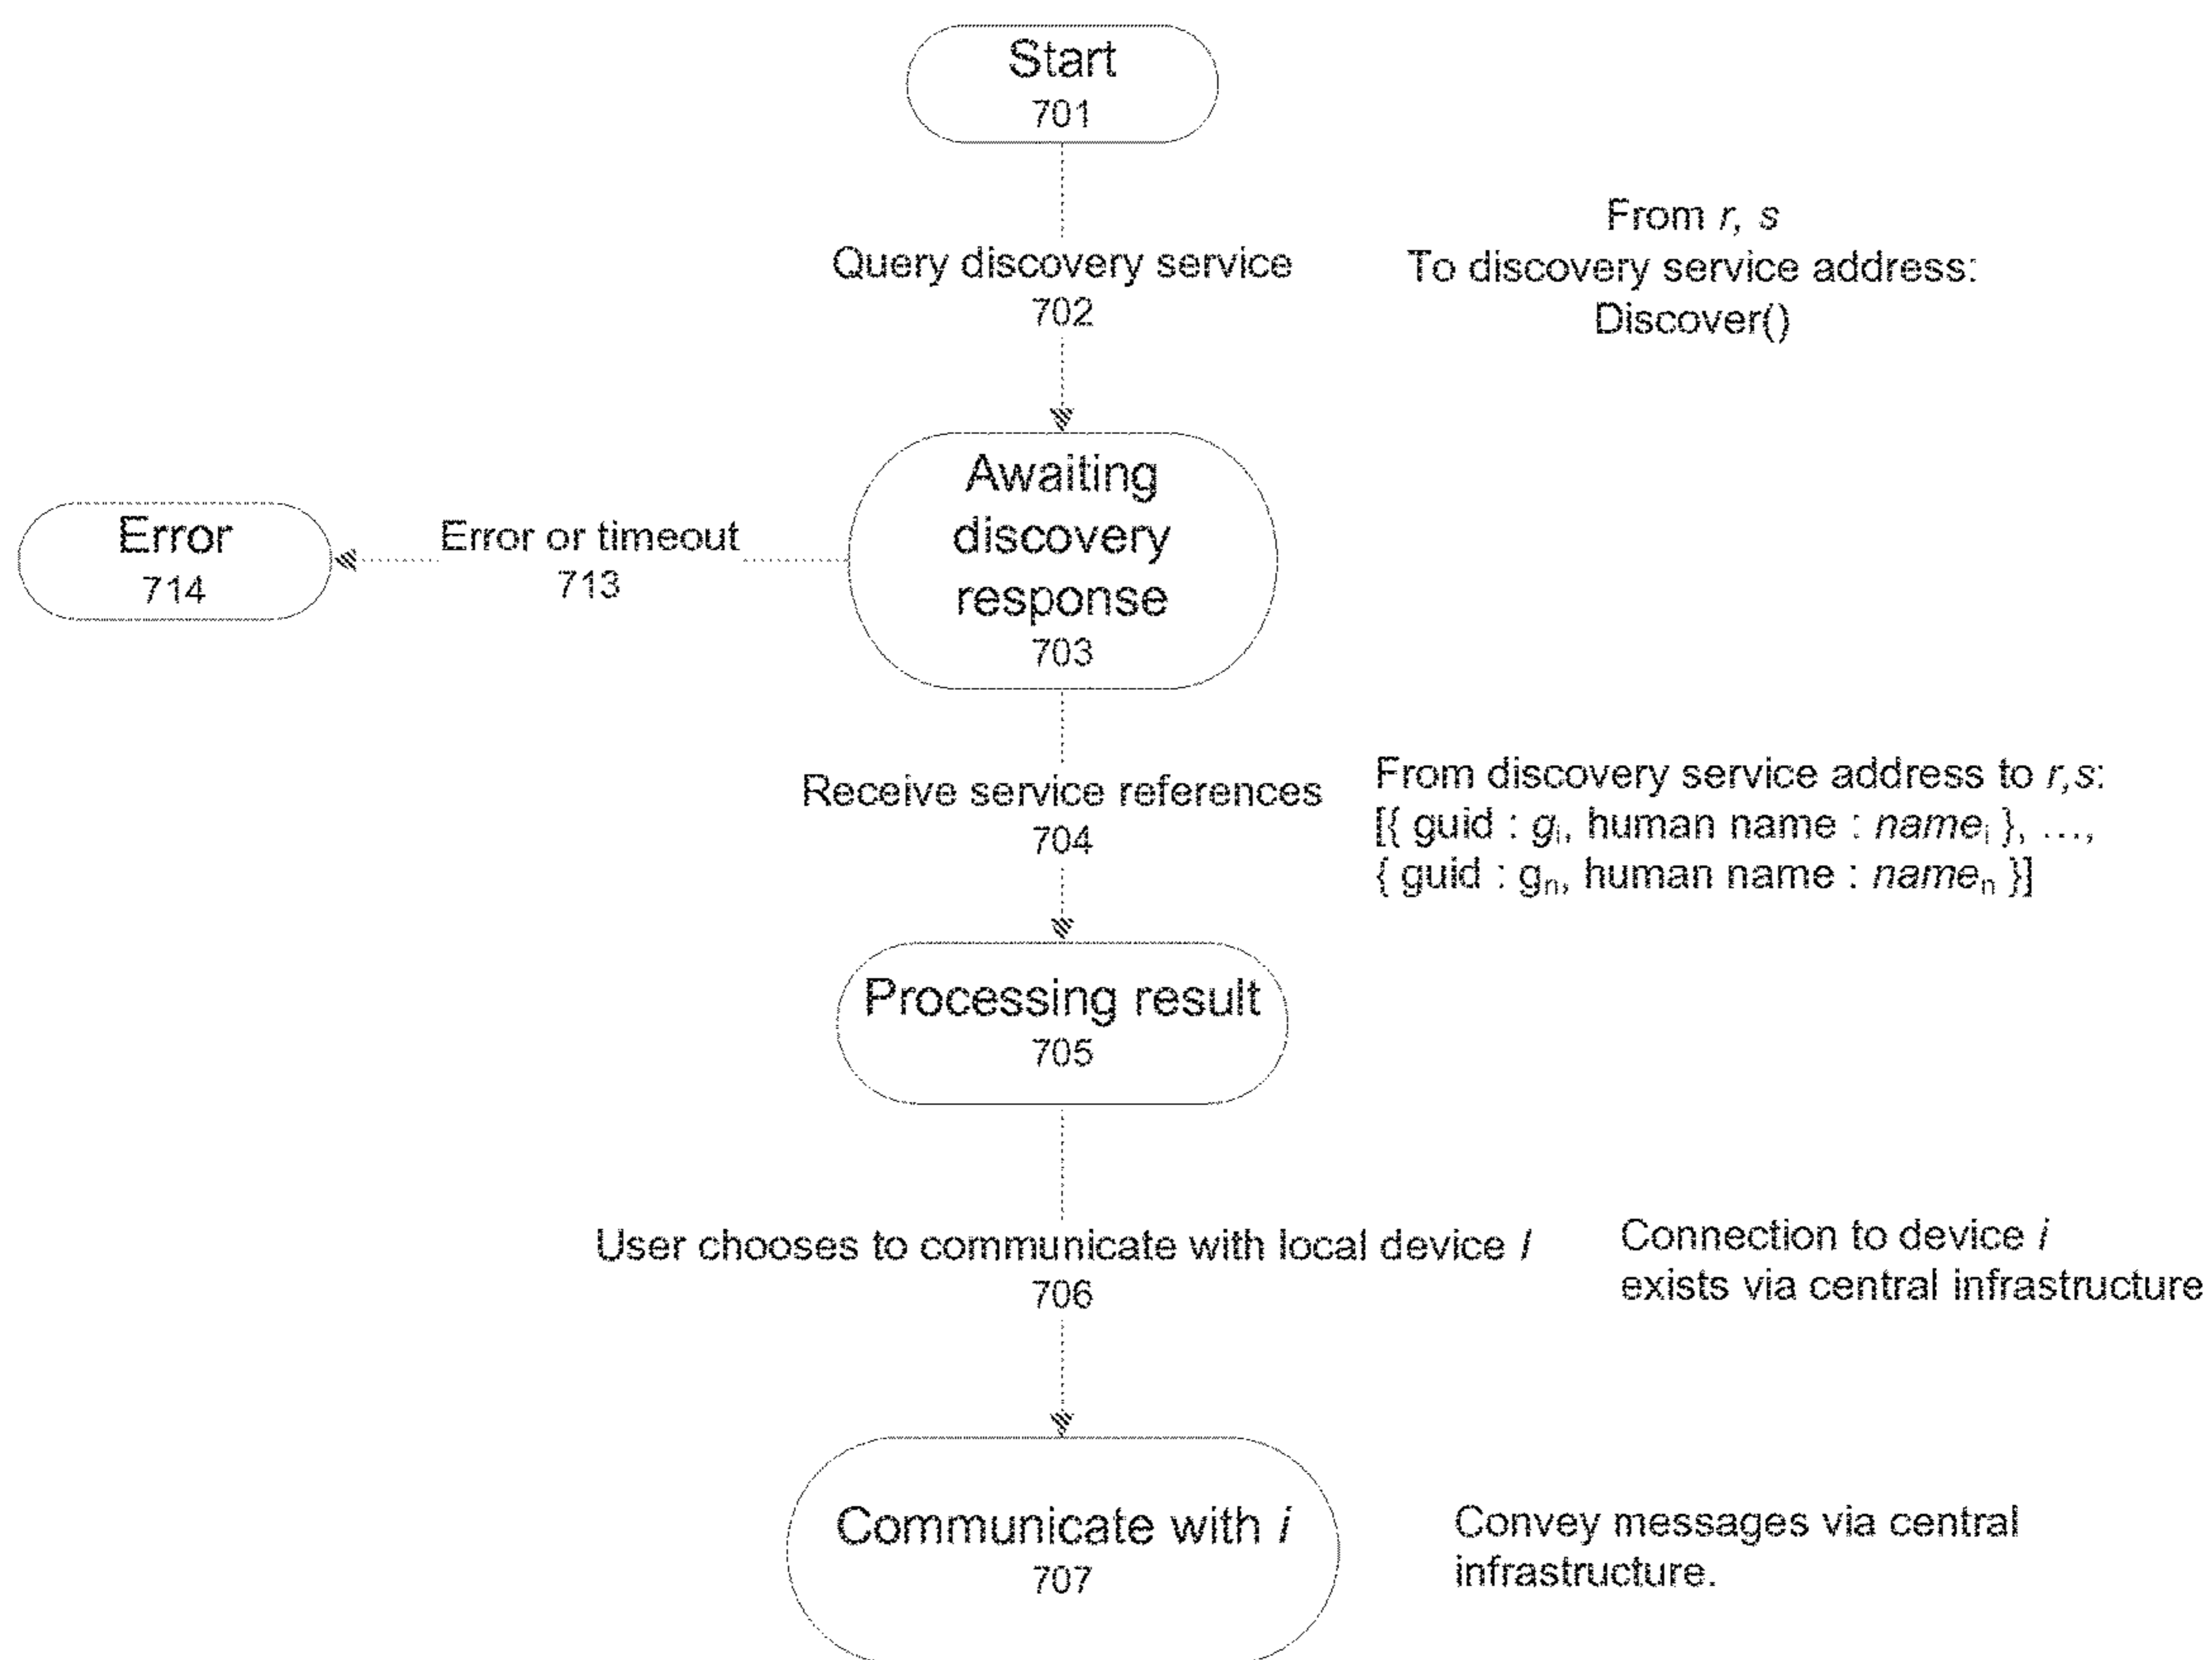 Start
701
Query discovery service
702
From r, s
To discovery service address:
Discover()
Awaiting
discovery
response
703
Error or timeout
713
Error
714
Receive service references
704
From discovery service address to r,s:
[{ guid : gᵢ, human name : nameᵢ }, …,
{ guid : gₙ, human name : nameₙ }]
Processing result
705
User chooses to communicate with local device I
706
Connection to device i
exists via central infrastructure
Communicate with i
707
Convey messages via central
infrastructure.